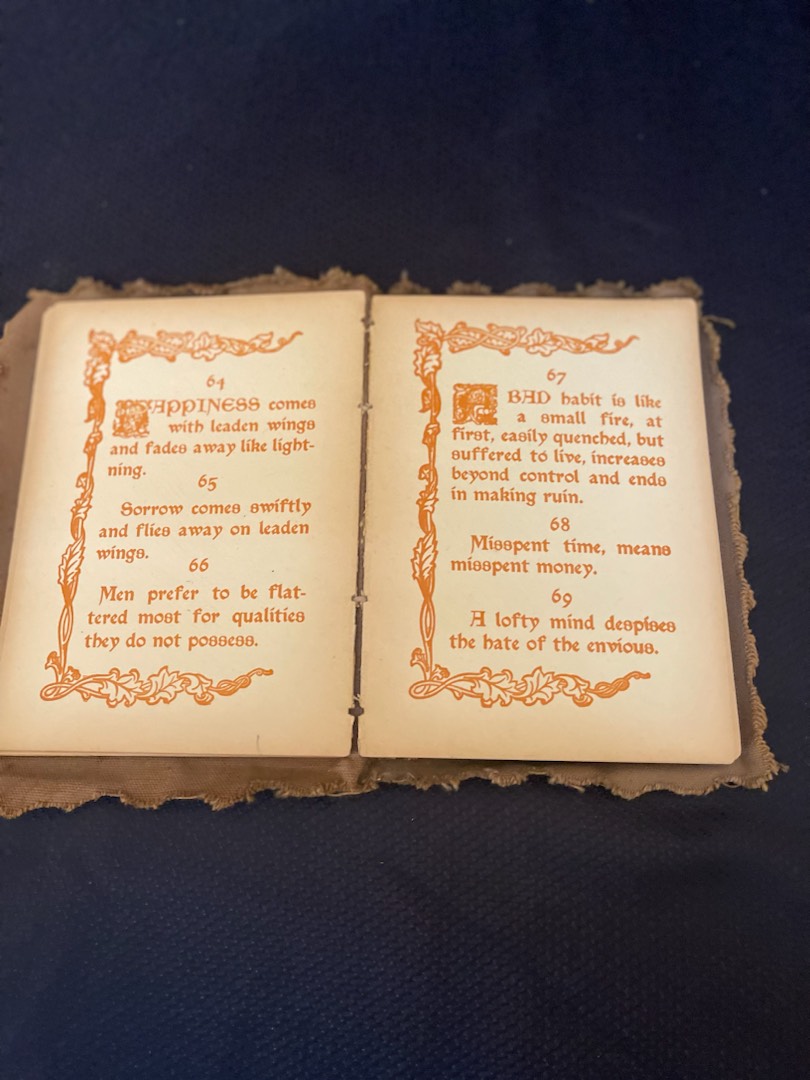 64
HAPPINESS comes
with leaden wings
and fades away like light-
ning.
65
Sorrow comes swiftly
and flies away on leaden
wings.
66
Men prefer to be flat-
tered most for qualities
they do not possess.
67
A BAD habit is like
a small fire, at
first, easily quenched, but
suffered to live, increases
beyond control and ends
in making ruin.
68
Misspent time, means
misspent money.
69
A lofty mind despises
the hate of the envious.